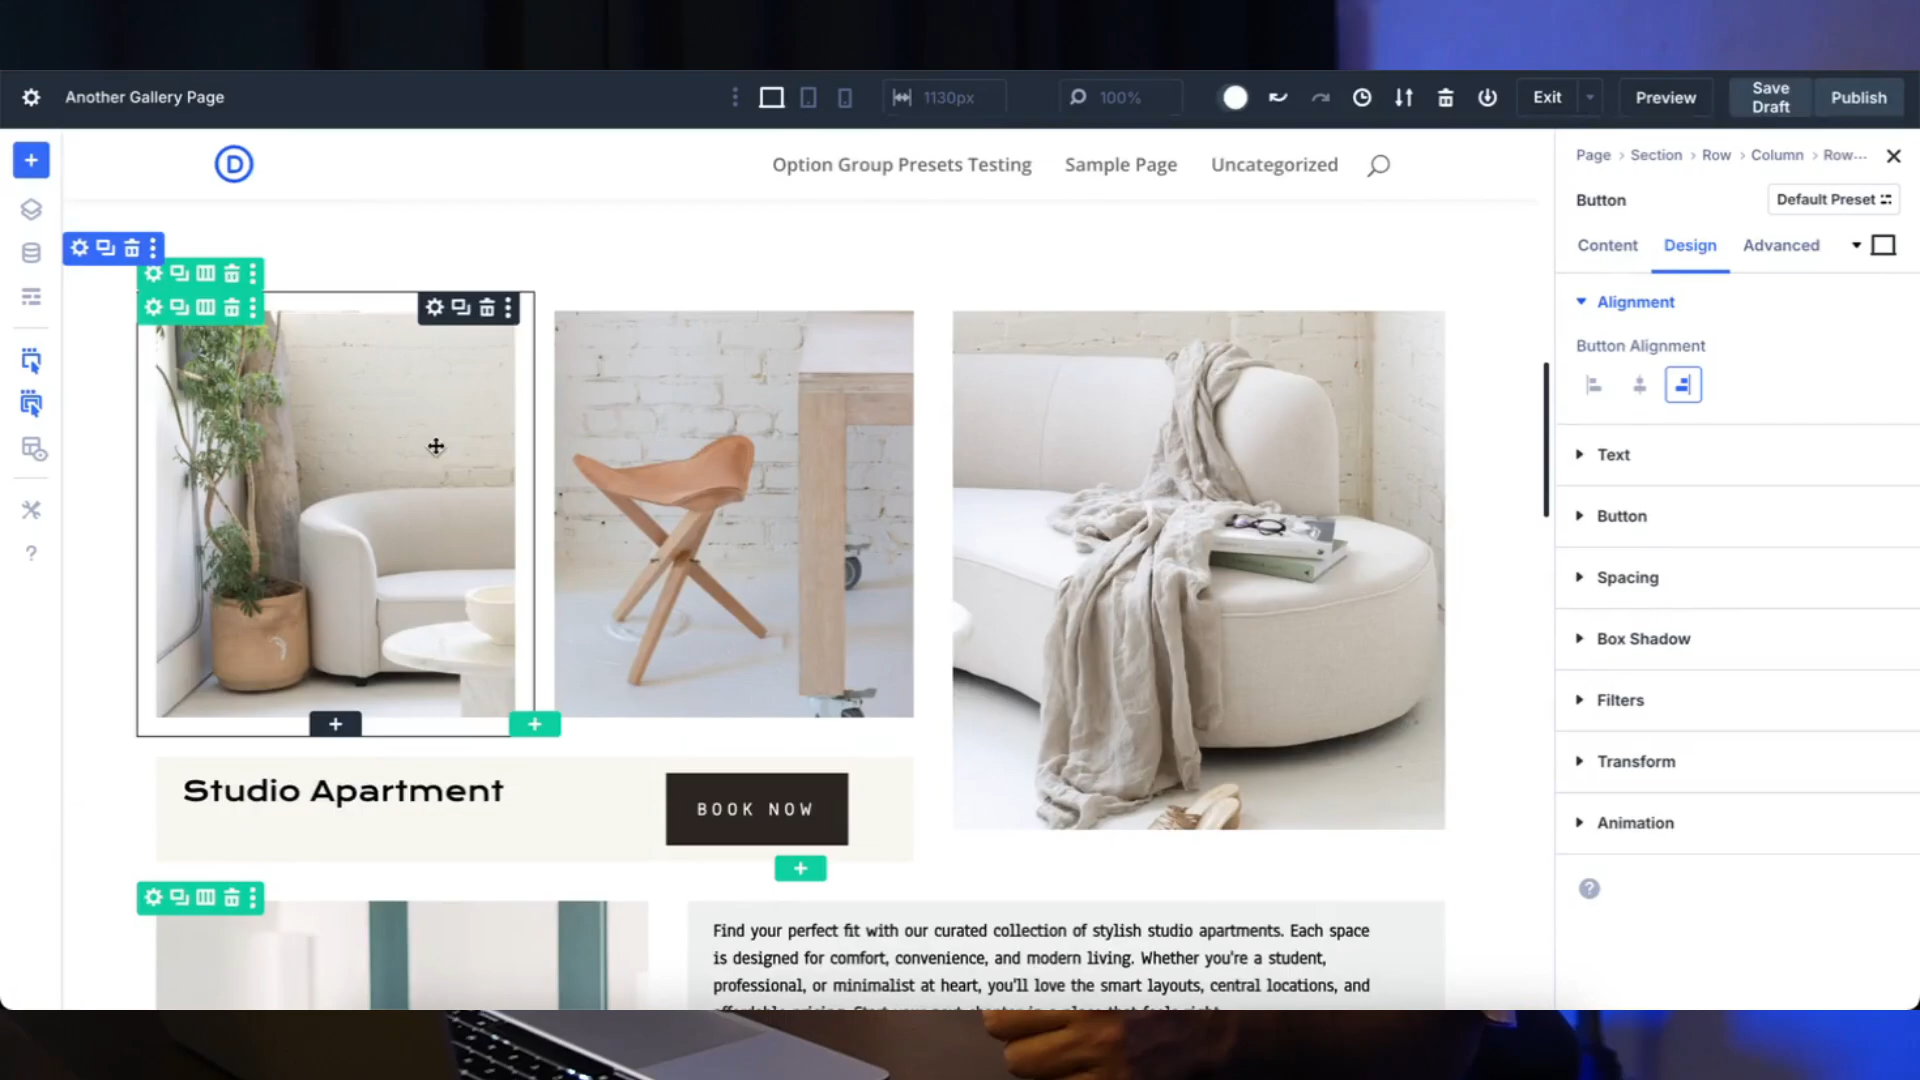 Another Gallery Page
1130px
100%
Exit
Preview
Save
Draft
Publish
D
Option Group Presets Testing
Sample Page
Uncategorized
Page > Section > Row > Column > Row...
Button
Default Preset
Content
Design
Advanced
Alignment
Button Alignment
Text
Button
Spacing
Box Shadow
Filters
Transform
Animation
?
?
Studio Apartment
BOOK NOW
Find your perfect fit with our curated collection of stylish studio apartments. Each space
is designed for comfort, convenience, and modern living. Whether you're a student,
professional, or minimalist at heart, you'll love the smart layouts, central locations, and